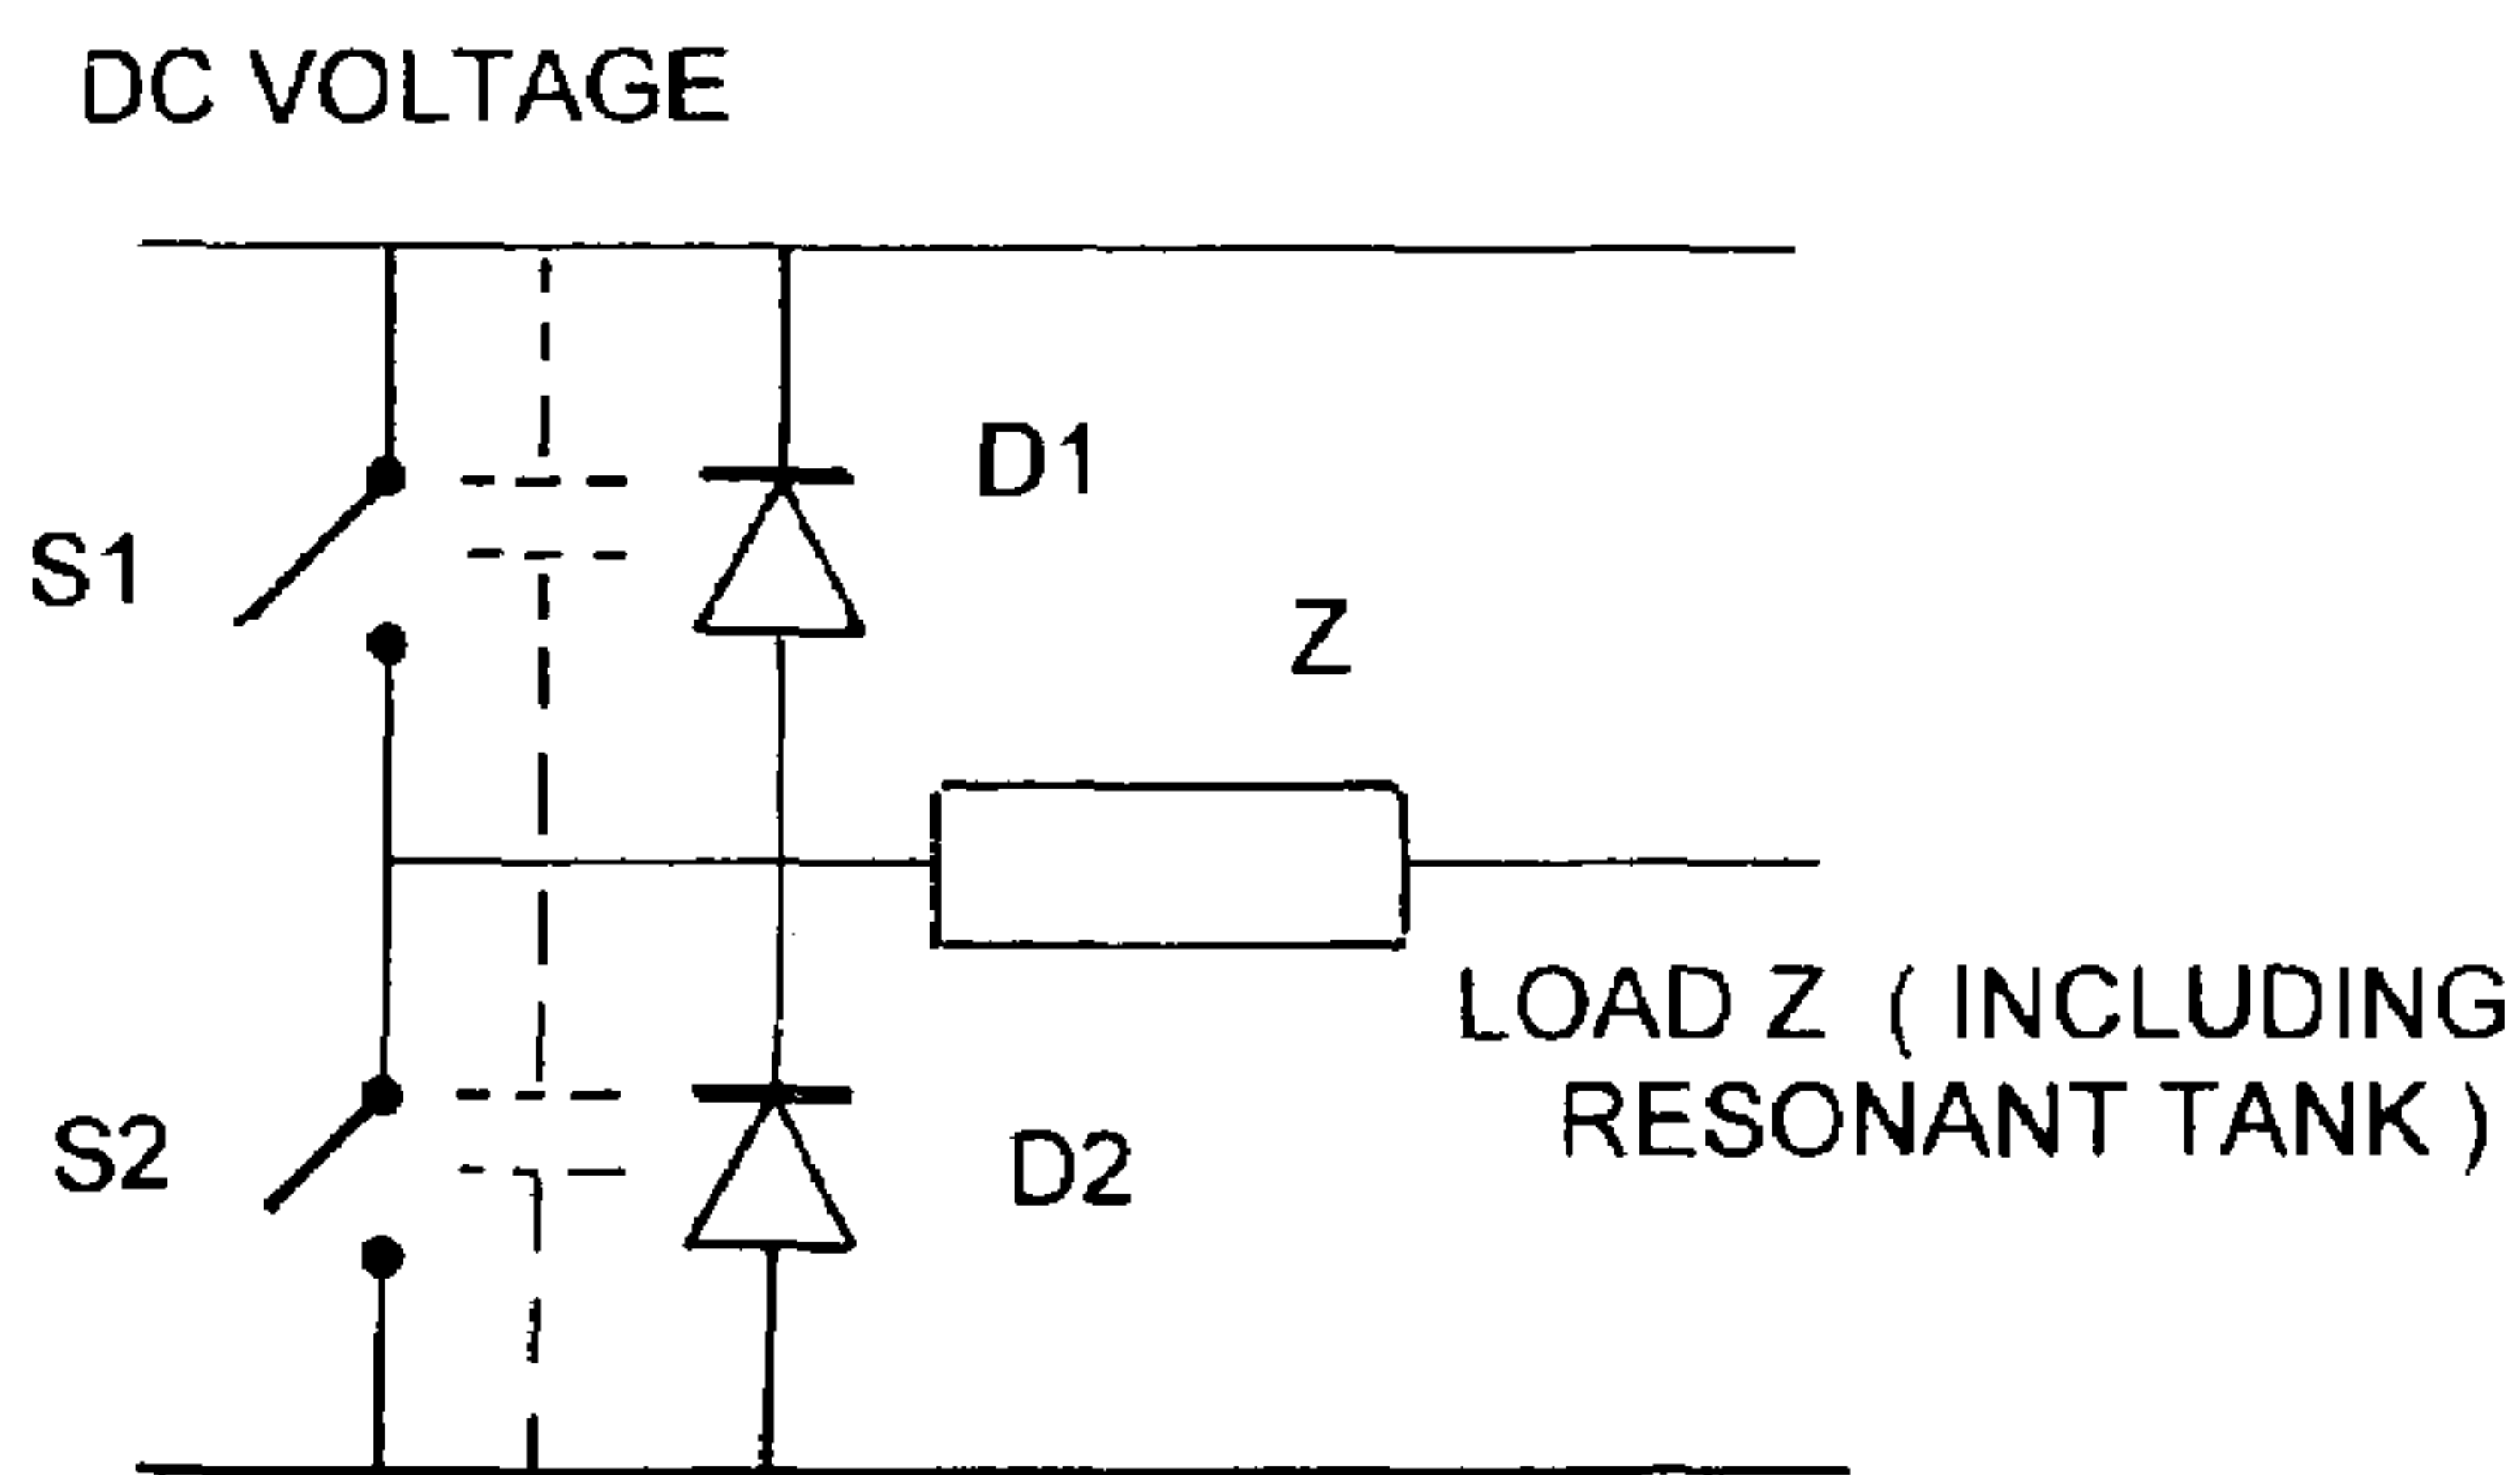 DC VOLTAGE
D1
S1
Z
LOAD Z ( INCLUDING
RESONANT TANK )
S2
D2